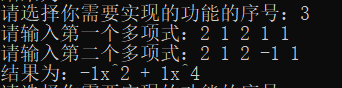 请选择你需要实现的功能的序号：3
请输入第一个多项式：2 1 2 1 1
请输入第二个多项式：2 1 2 -1 1
结果为：-1x^2 + 1x^4